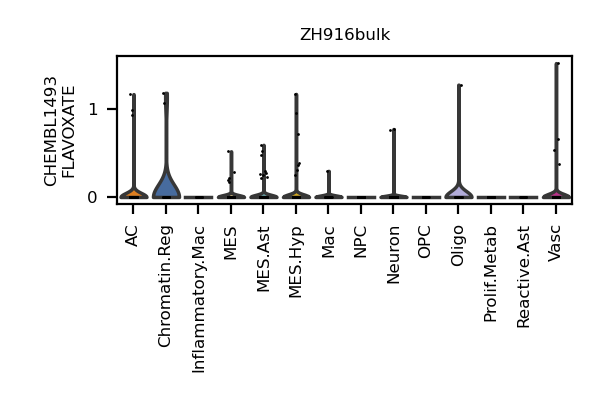 ZH916bulk
CHEMBL1493
FLAVOXATE
1
0
AC
Chromatin.Reg
Inflammatory.Mac
MES
MES.Ast
MES.Hyp
Mac
NPC
Neuron
OPC
Oligo
Prolif.Metab
Reactive.Ast
Vasc